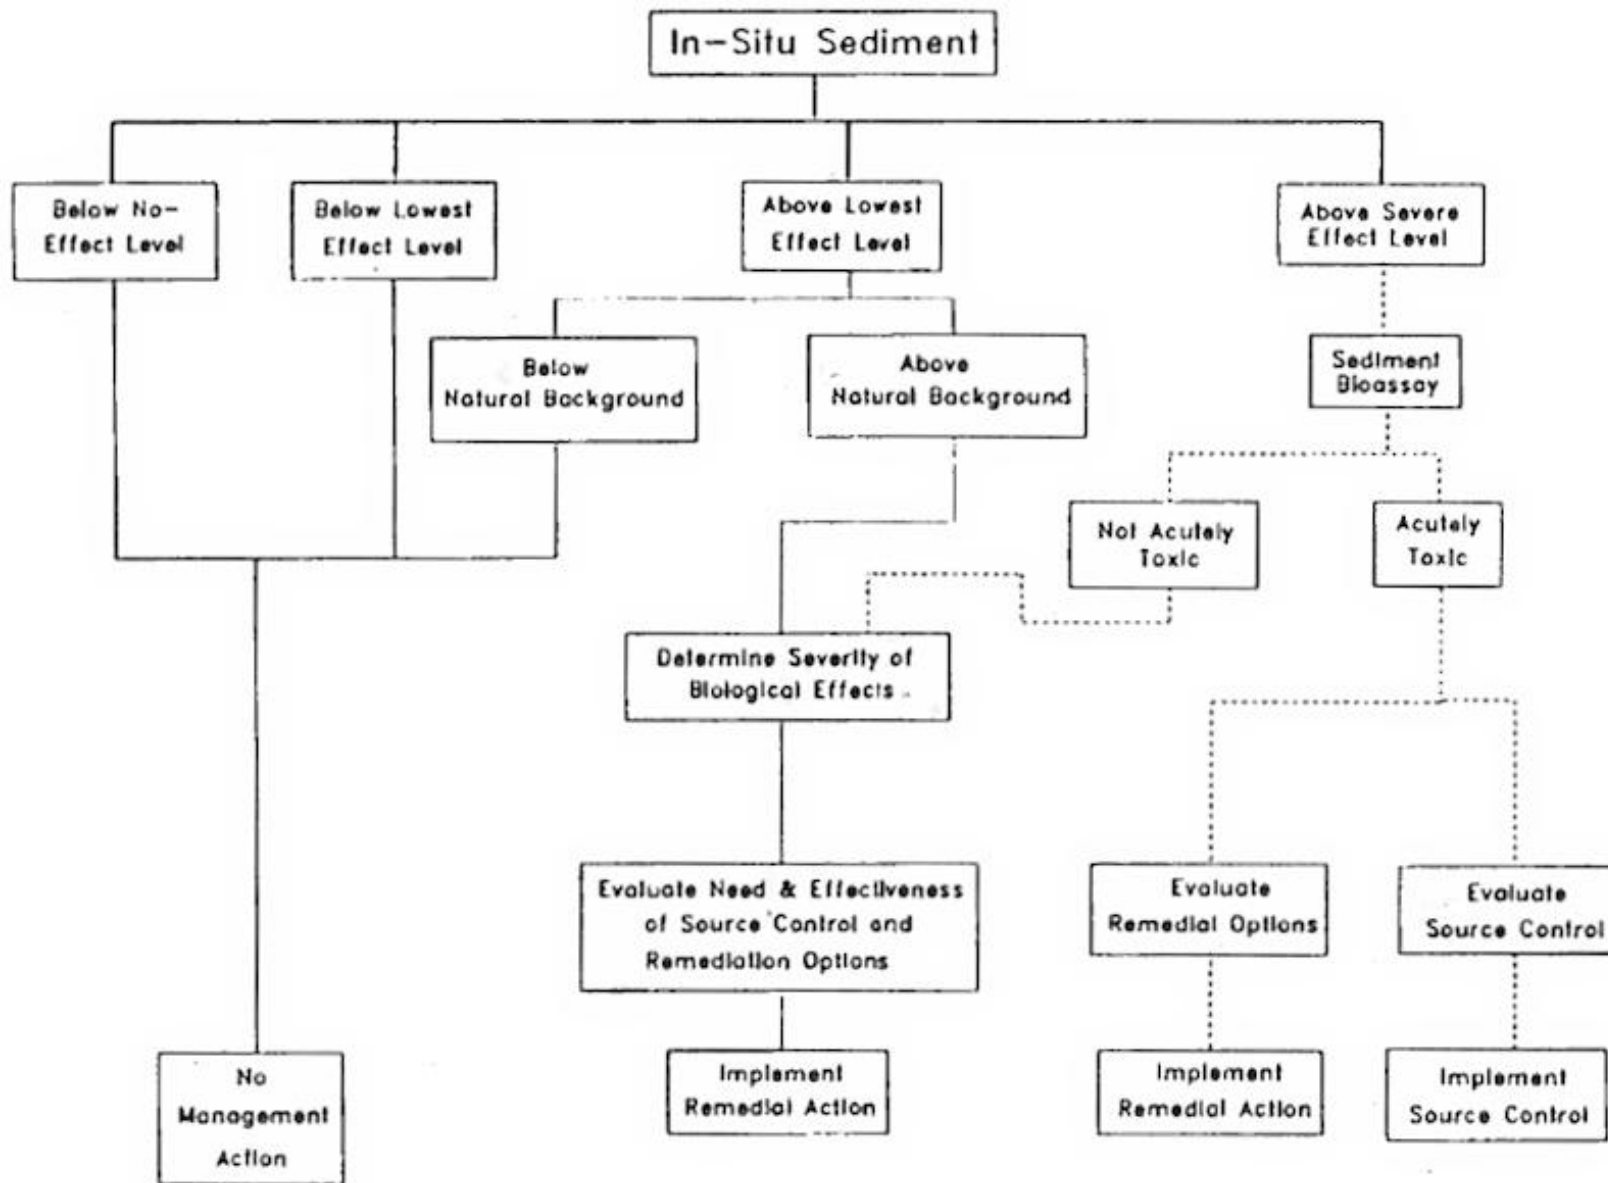 In-Situ Sediment
Below No-
Effect Level
Below Lowest
Effect Level
Above Lowest
Effect Level
Above Severe
Effect Level
Below
Natural Background
Above
Natural Background
Sediment
Bioassay
Not Acutely
Toxic
Acutely
Toxic
Determine Severity of
Biological Effects
Evaluate Need & Effectiveness
of Source Control and
Remediation Options
Evaluate
Remedial Options
Evaluate
Source Control
No
Management
Action
Implement
Remedial Action
Implement
Remedial Action
Implement
Source Control